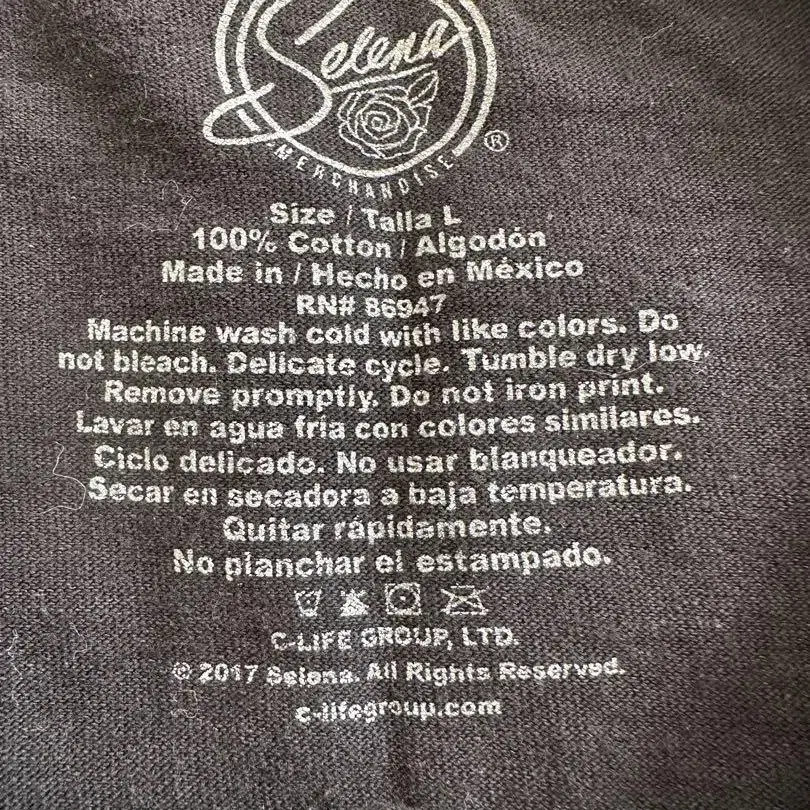 Selena
MERCHANDISE ®
Size / Talla L
100% Cotton / Algodón
Made in / Hecho en México
RN# 86947
Machine wash cold with like colors. Do
not bleach. Delicate cycle. Tumble dry low.
Remove promptly. Do not iron print.
Lavar en agua fria con colores similares.
Ciclo delicado. No usar blanqueador.
Secar en secadora a baja temperatura.
Quitar rápidamente.
No planchar el estampado.
C-LIFE GROUP, LTD.
© 2017 Selena. All Rights Reserved.
c-lifegroup.com